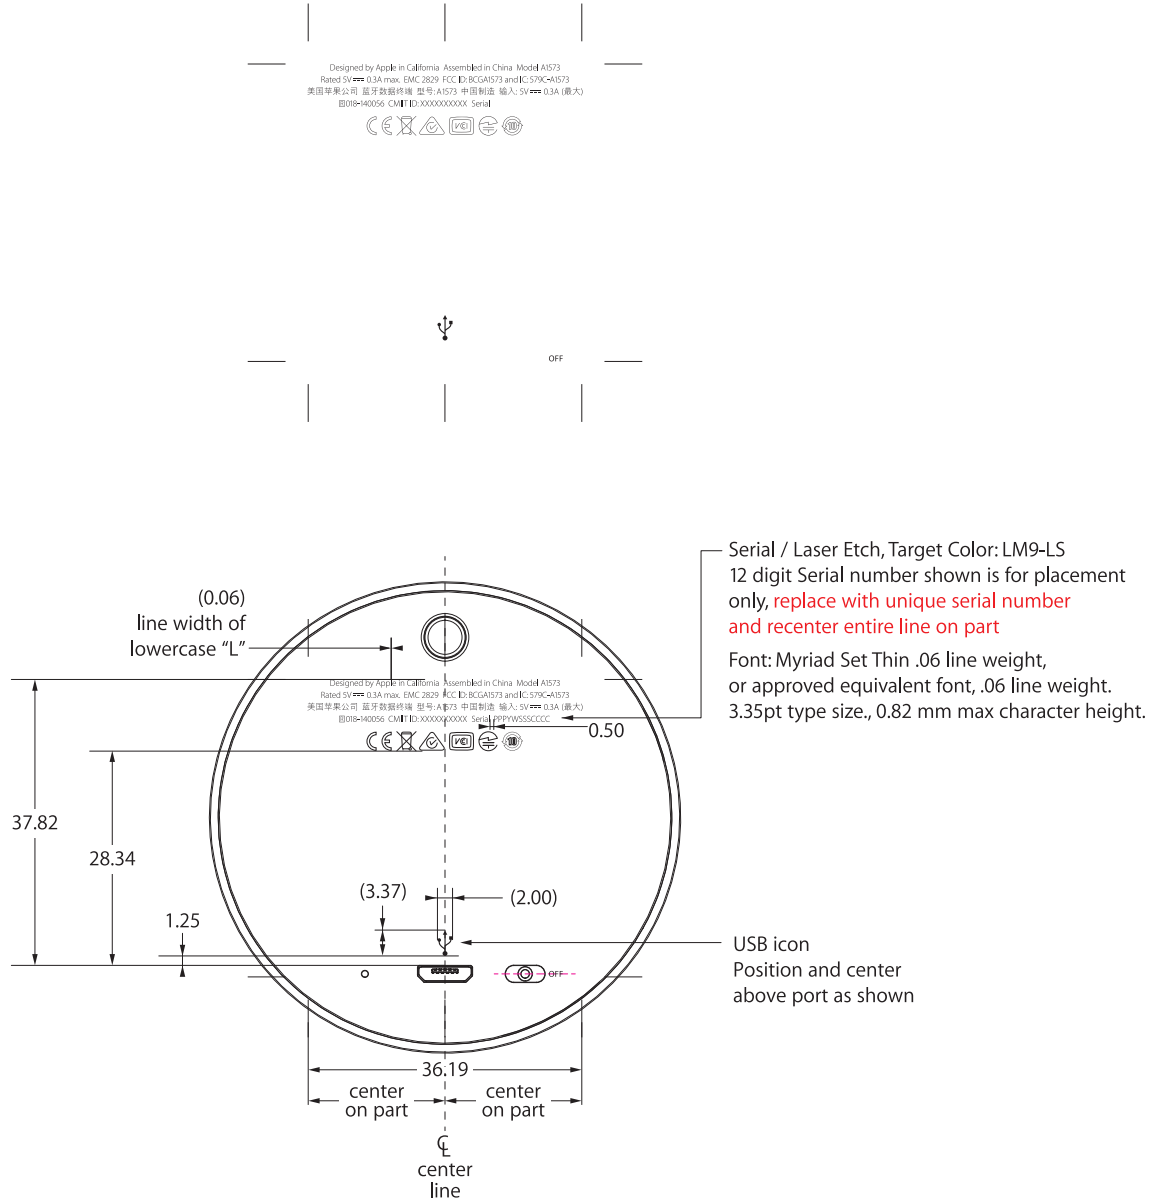 Designed by Apple in California Assembled in China Model A1573
Rated 5V⎓ 0.3A max. EMC 2829 FCC ID: BCGA1573 and IC: 579C-A1573
美国苹果公司 蓝牙数据终端 型号: A1573 中国制造 输入: 5V⎓ 0.3A (最大)
018-140056 CMIIT ID: XXXXXXXXXX Serial
CE VCI
OFF
Serial / Laser Etch, Target Color: LM9-LS
12 digit Serial number shown is for placement
only, replace with unique serial number
and recenter entire line on part
Font: Myriad Set Thin .06 line weight,
or approved equivalent font, .06 line weight.
3.35pt type size., 0.82 mm max character height.
(0.06)
line width of
lowercase “L”
Designed by Apple in California Assembled in China Model A1573
Rated 5V⎓ 0.3A max. EMC 2829 FCC ID: BCGA1573 and IC: 579C-A1573
美国苹果公司 蓝牙数据终端 型号: A1573 中国制造 输入: 5V⎓ 0.3A (最大)
018-140056 CMIIT ID: XXXXXXXXXX Serial PPPYWSSSCCCC
0.50
CE VCI
37.82
28.34
1.25
(3.37)
(2.00)
USB icon
Position and center
above port as shown
OFF
36.19
center
on part
center
on part
℄
center
line